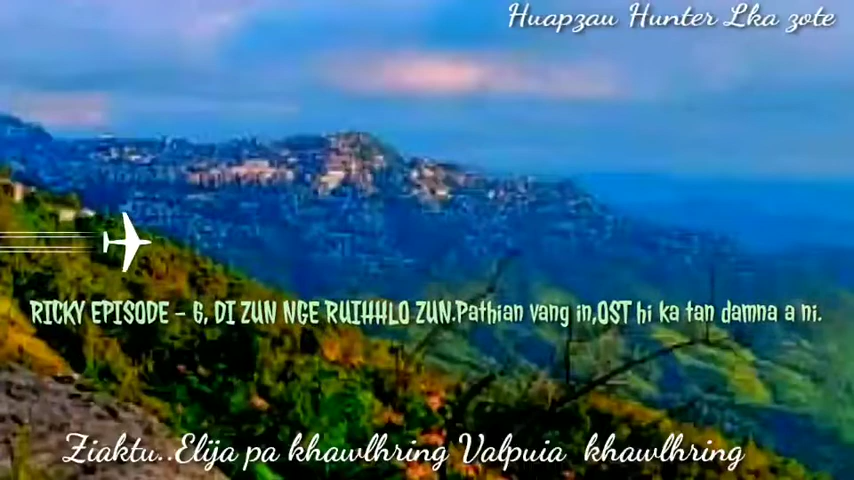 Huapzau Hunter Lka zote
RICKY EPISODE - 6, DI ZUN NGE RUIHHLO ZUN.Pathian vang in,OST hi ka tan damna a ni.
Ziaktu..Elija pa khawlhring Valpuia khawlhring